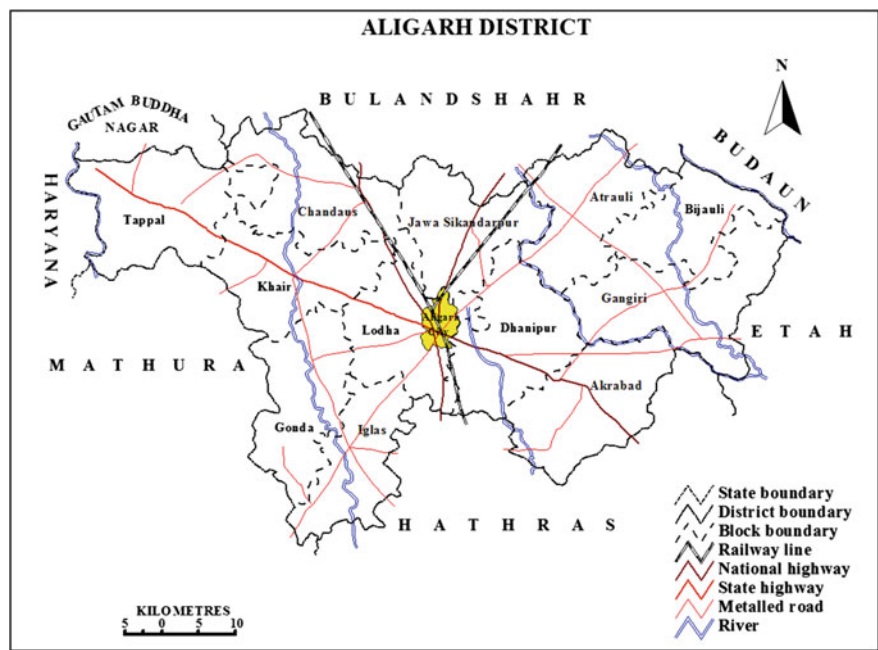 ALIGARH DISTRICT
N
BULANDSHAHR
GAUTAM BUDDHA
NAGAR
BUDAUN
HARYANA
Tappal
Chandaus
Jawa Sikandarpur
Atrauli
Bijauli
Khair
Gangiri
Aligarh
City
Lodha
Dhanipur
ETAH
MATHURA
Akrabad
Gonda
Iglas
HATHRAS
State boundary
District boundary
Block boundary
Railway line
National highway
State highway
Metalled road
River
KILOMETRES
5 0 10